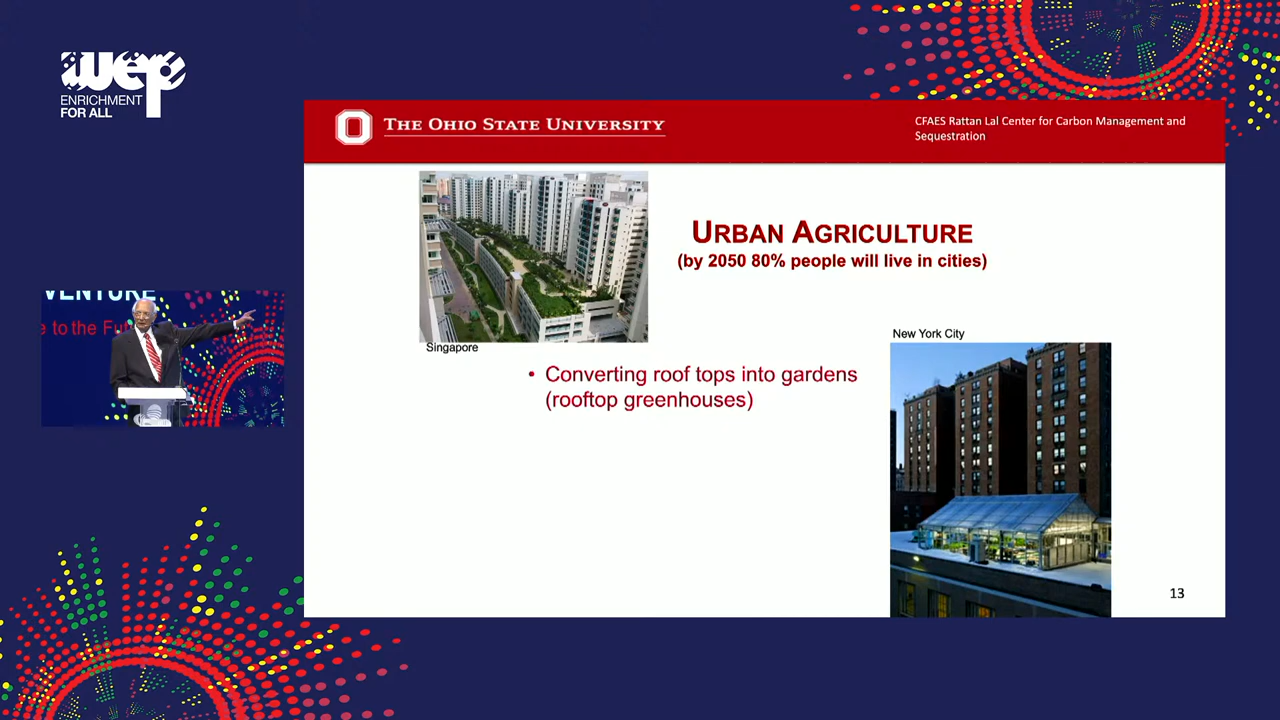 wep
ENRICHMENT
FOR ALL
THE OHIO STATE UNIVERSITY
CFAES Rattan Lal Center for Carbon Management and
Sequestration
URBAN AGRICULTURE
(by 2050 80% people will live in cities)
Singapore
New York City
• Converting roof tops into gardens
(rooftop greenhouses)
VENTURE
e to the Fu
13